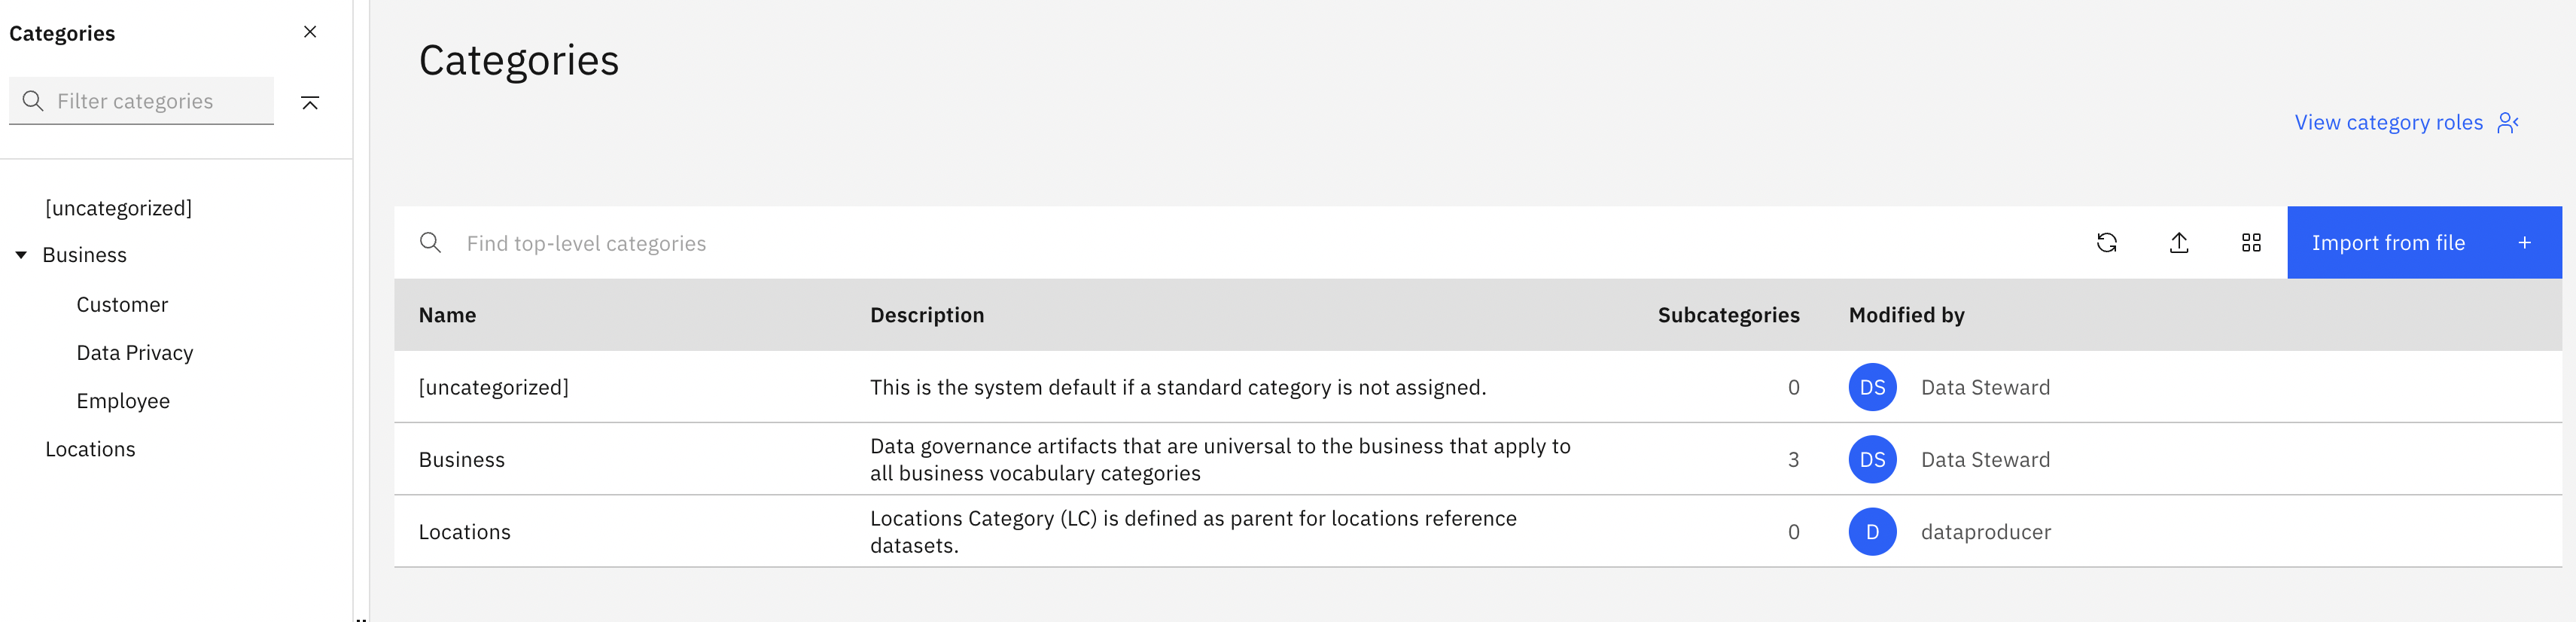 Categories
Filter categories
[uncategorized]
Business
Customer
Data Privacy
Employee
Locations
Categories
View category roles
Find top-level categories
Import from file +
Name Description Subcategories Modified by
[uncategorized] This is the system default if a standard category is not assigned. 0 DS Data Steward
Business Data governance artifacts that are universal to the business that apply to
all business vocabulary categories 3 DS Data Steward
Locations Locations Category (LC) is defined as parent for locations reference
datasets. 0 D dataproducer